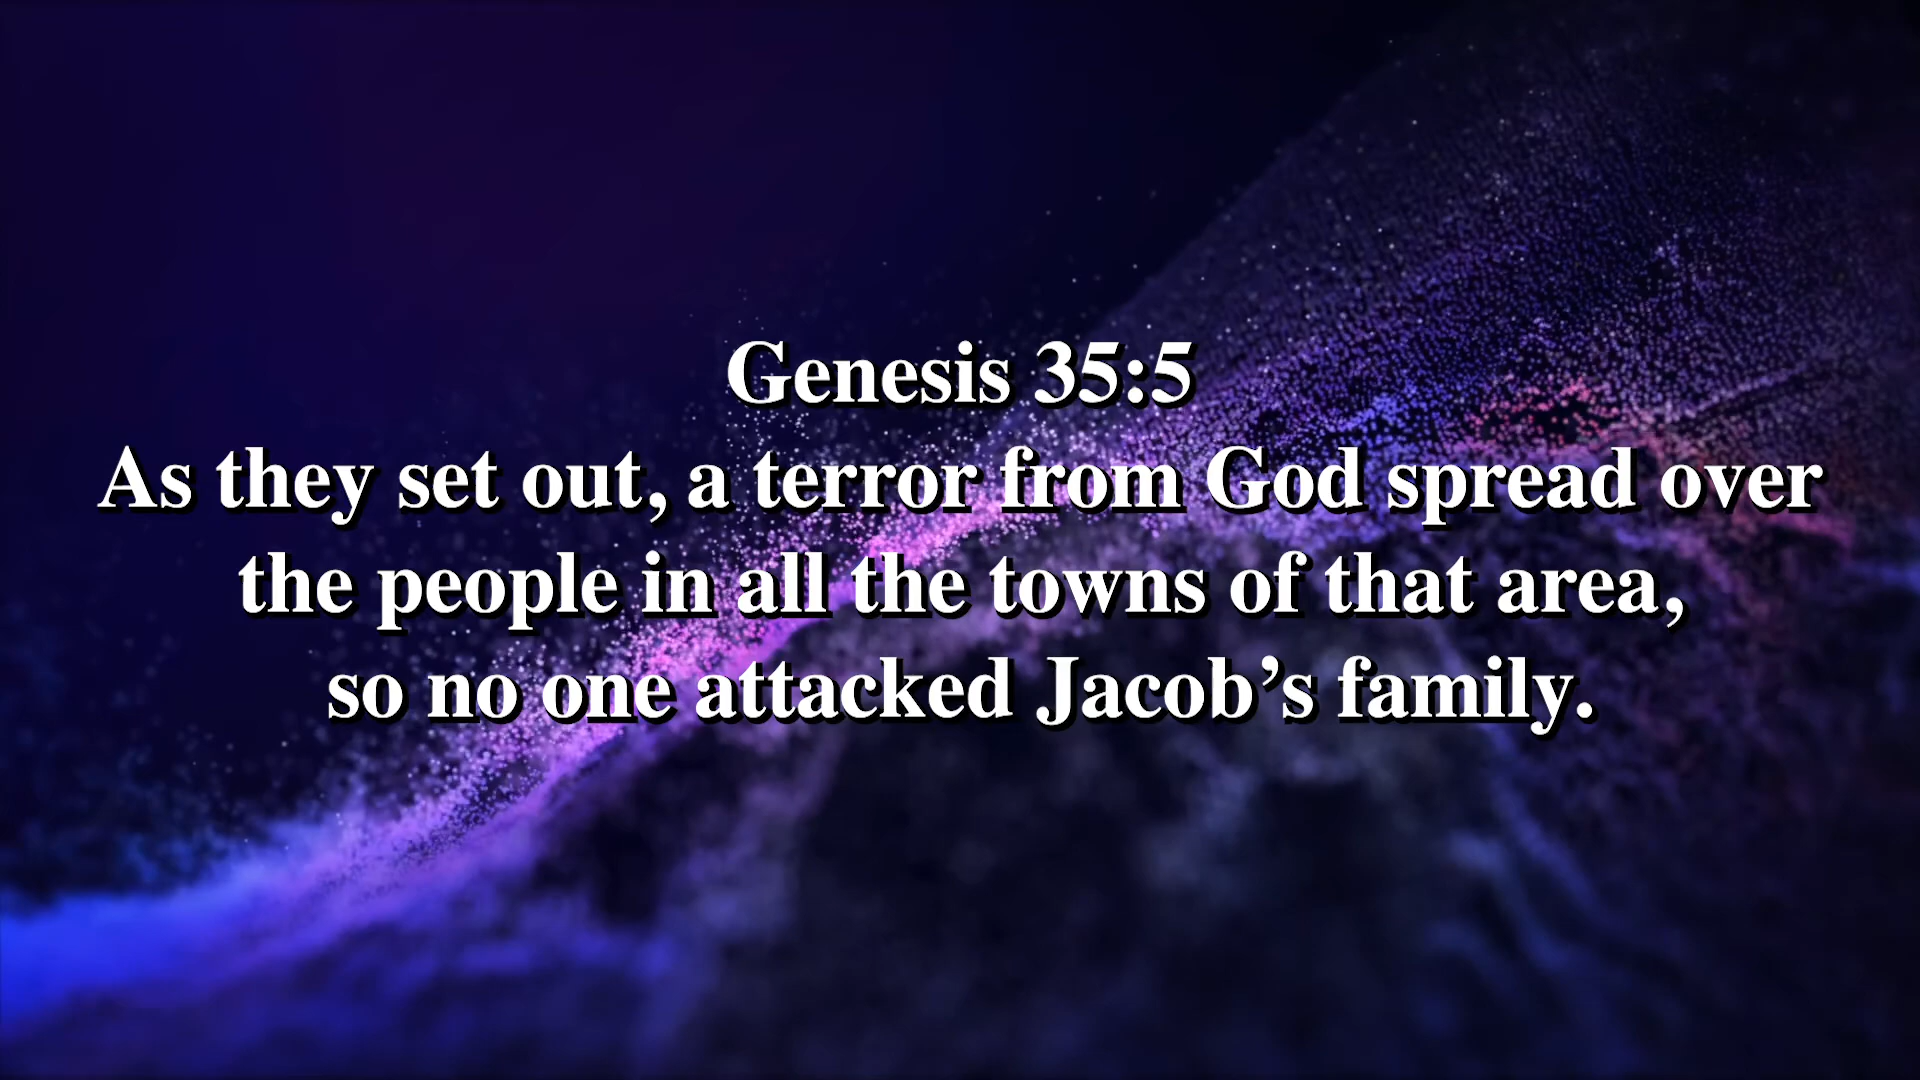 Genesis 35:5
As they set out, a terror from God spread over
the people in all the towns of that area,
so no one attacked Jacob’s family.